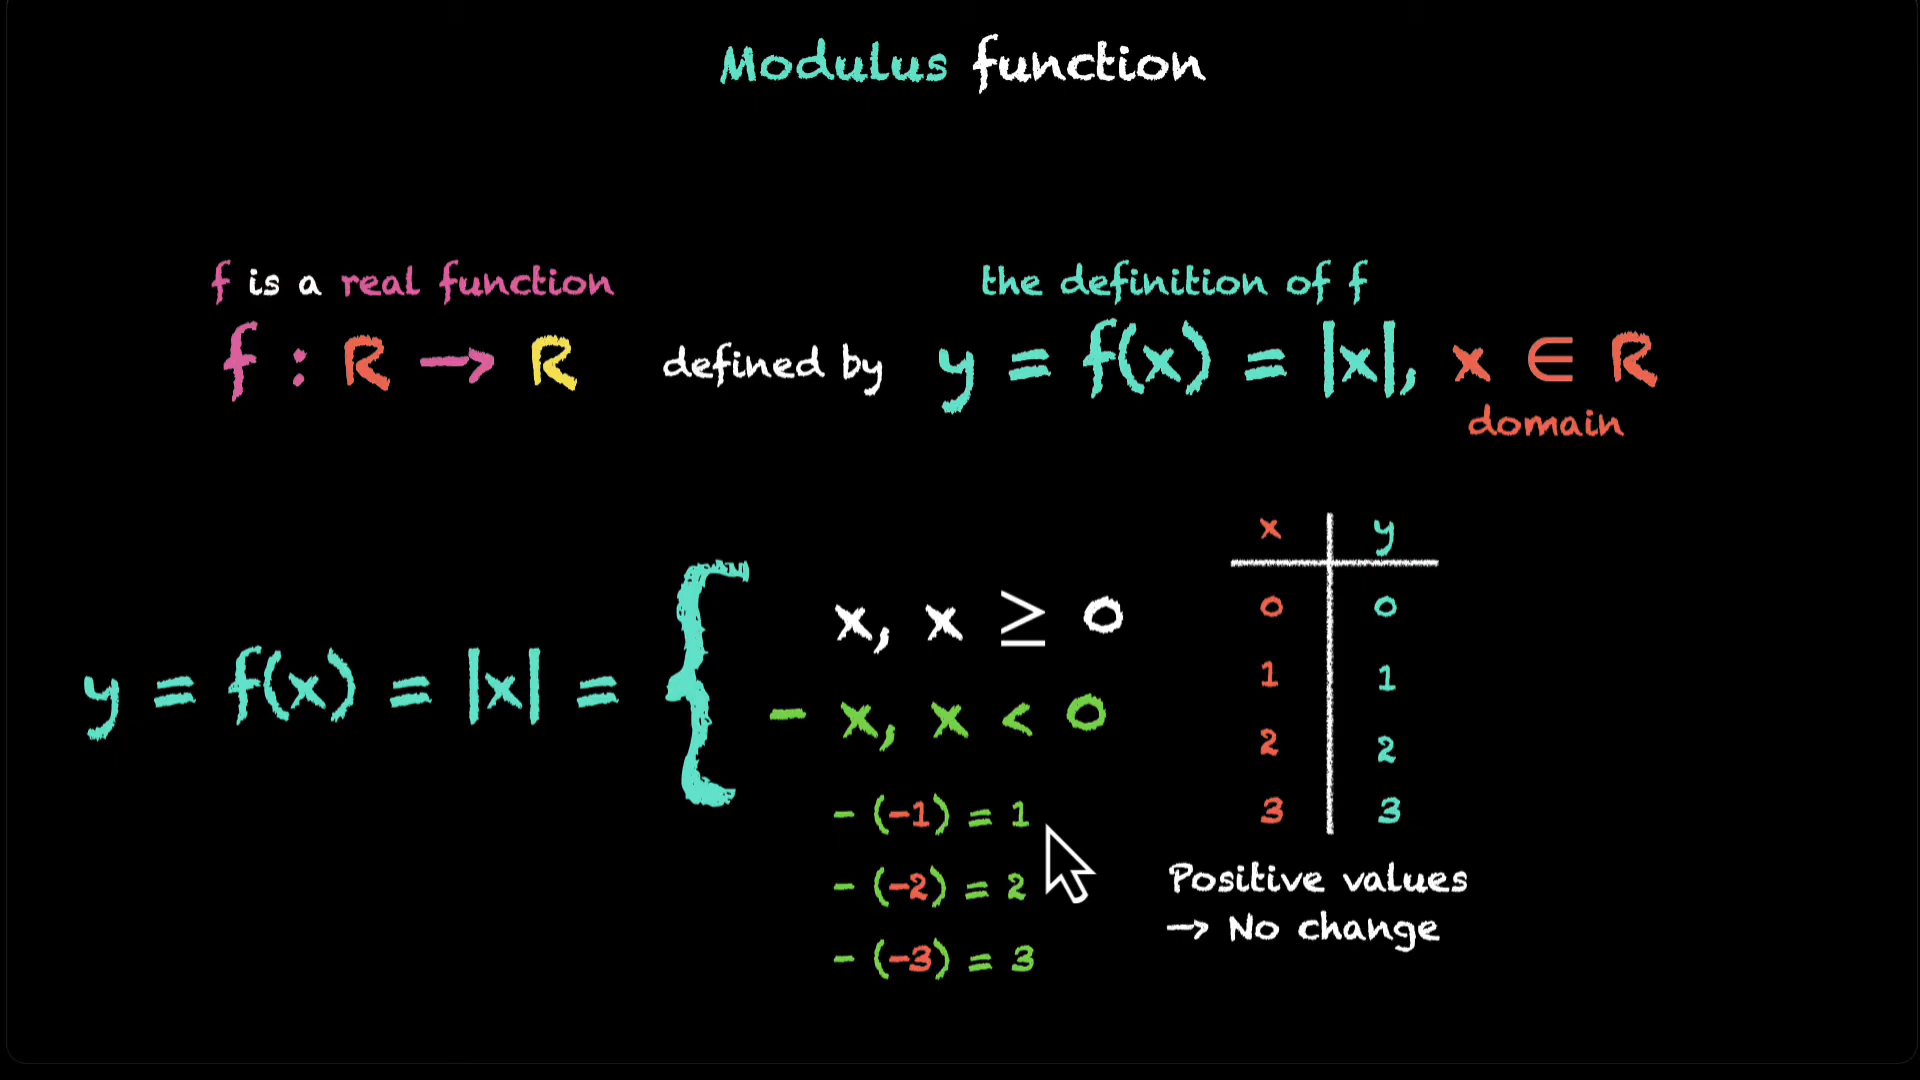 Modulus function
f is a real function
f : R → R
defined by
the definition of f
y = f(x) = |x|, x ∈ R
domain
y = f(x) = |x| = {
x, x ≥ 0
- x, x < 0
- (-1) = 1
- (-2) = 2
- (-3) = 3
x y
0 0
1 1
2 2
3 3
Positive values
→ No change